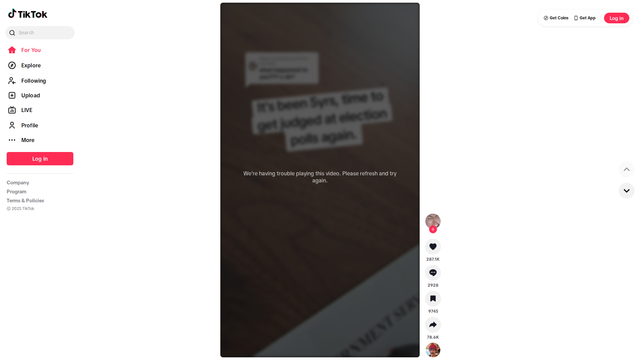 TikTok
Search
For You
Explore
Following
Upload
LIVE
Profile
More
Log in
Company
Program
Terms & Policies
© 2025 TikTok
It's been 5yrs, time to
get judged at election
polls again.
We're having trouble playing this video. Please refresh and try
again.
287.1K
2928
9745
78.6K
Get Coins
Get App
Log in